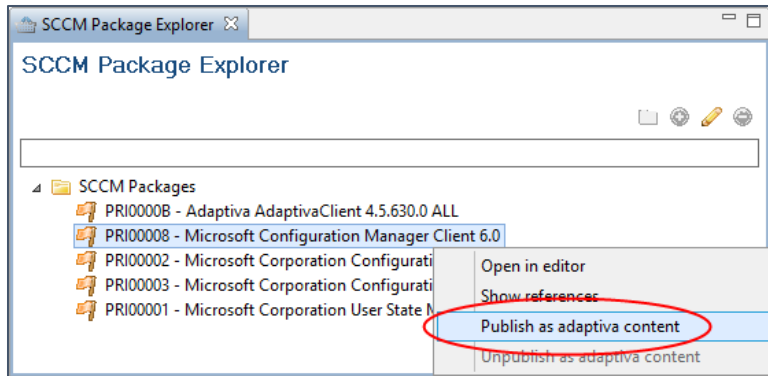 SCCM Package Explorer
SCCM Package Explorer
SCCM Packages
PRI0000B - Adaptiva AdaptivaClient 4.5.630.0 ALL
PRI00008 - Microsoft Configuration Manager Client 6.0
PRI00002 - Microsoft Corporation Configurati
PRI00003 - Microsoft Corporation Configurati
PRI00001 - Microsoft Corporation User State
Open in editor
Show references
Publish as adaptiva content
Unpublish as adaptiva content